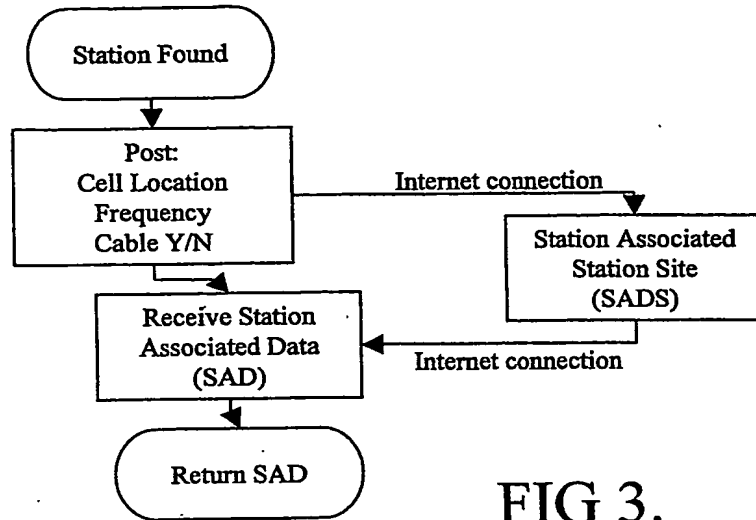 Station Found
Post:
Cell Location
Frequency
Cable Y/N
Internet connection
Station Associated
Station Site
(SADS)
Receive Station
Associated Data
(SAD)
Internet connection
Return SAD
FIG 3.